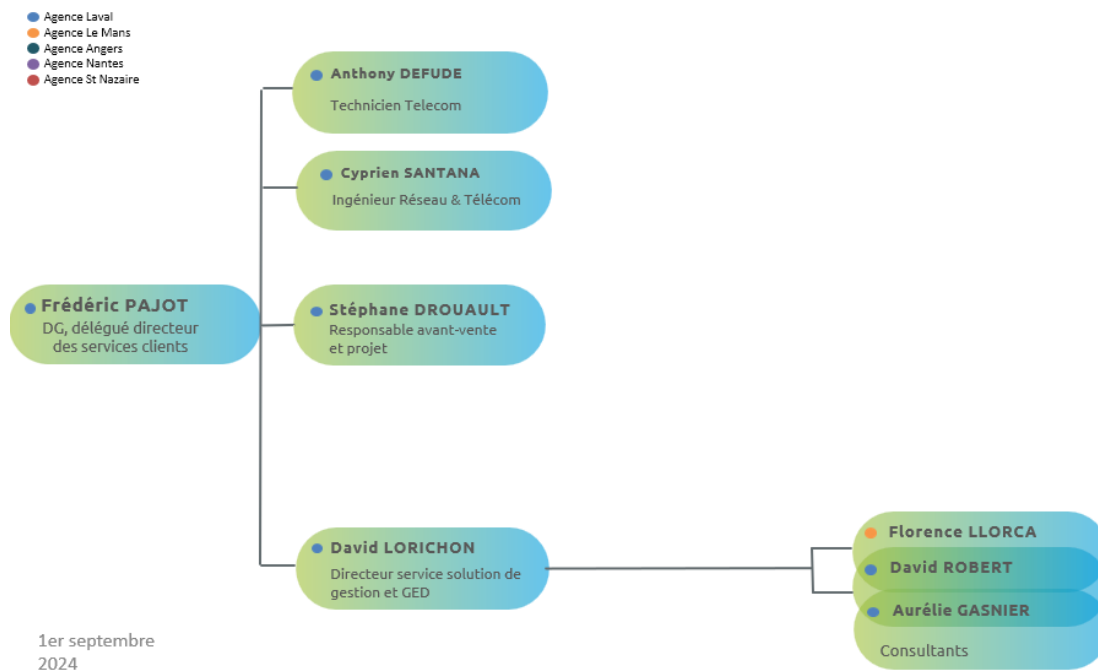 Agence Laval
Agence Le Mans
Agence Angers
Agence Nantes
Agence St Nazaire
Anthony DEFUDE
Technicien Telecom
Cyprien SANTANA
Ingénieur Réseau & Télécom
Frédéric PAJOT
DG, délégué directeur
des services clients
Stéphane DROUAULT
Responsable avant-vente
et projet
David LORICHON
Directeur service solution de
gestion et GED
Florence LLORCA
David ROBERT
Aurélie GASNIER
Consultants
1er septembre
2024